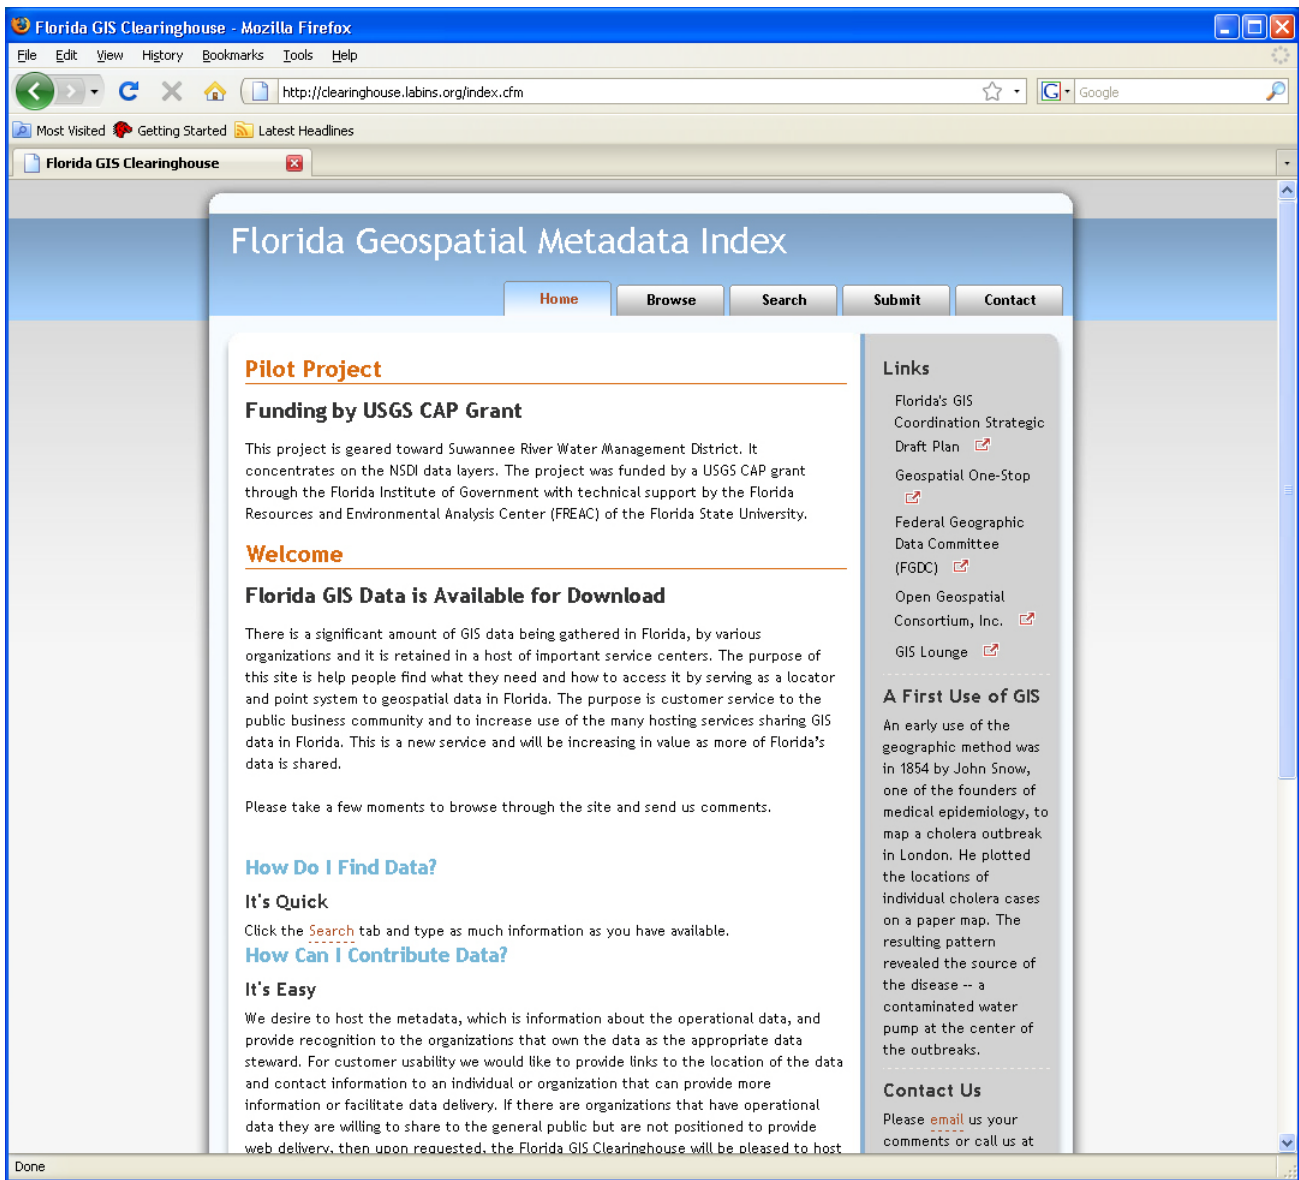 Florida GIS Clearinghouse - Mozilla Firefox
File Edit View History Bookmarks Tools Help
http://clearinghouse.labins.org/index.cfm
G Google
Most Visited Getting Started Latest Headlines
Florida GIS Clearinghouse
Florida Geospatial Metadata Index
Home Browse Search Submit Contact
Pilot Project
Funding by USGS CAP Grant
This project is geared toward Suwannee River Water Management District. It
concentrates on the NSDI data layers. The project was funded by a USGS CAP grant
through the Florida Institute of Government with technical support by the Florida
Resources and Environmental Analysis Center (FREAC) of the Florida State University.
Welcome
Florida GIS Data is Available for Download
There is a significant amount of GIS data being gathered in Florida, by various
organizations and it is retained in a host of important service centers. The purpose of
this site is help people find what they need and how to access it by serving as a locator
and point system to geospatial data in Florida. The purpose is customer service to the
public business community and to increase use of the many hosting services sharing GIS
data in Florida. This is a new service and will be increasing in value as more of Florida's
data is shared.
Please take a few moments to browse through the site and send us comments.
How Do I Find Data?
It's Quick
Click the Search tab and type as much information as you have available.
How Can I Contribute Data?
It's Easy
We desire to host the metadata, which is information about the operational data, and
provide recognition to the organizations that own the data as the appropriate data
steward. For customer usability we would like to provide links to the location of the data
and contact information to an individual or organization that can provide more
information or facilitate data delivery. If there are organizations that have operational
data they are willing to share to the general public but are not positioned to provide
web delivery, then upon requested, the Florida GIS Clearinghouse will be pleased to host
Links
Florida's GIS
Coordination Strategic
Draft Plan
Geospatial One-Stop
Federal Geographic
Data Committee
(FGDC)
Open Geospatial
Consortium, Inc.
GIS Lounge
A First Use of GIS
An early use of the
geographic method was
in 1854 by John Snow,
one of the founders of
medical epidemiology, to
map a cholera outbreak
in London. He plotted
the locations of
individual cholera cases
on a paper map. The
resulting pattern
revealed the source of
the disease -- a
contaminated water
pump at the center of
the outbreaks.
Contact Us
Please email us your
comments or call us at
Done